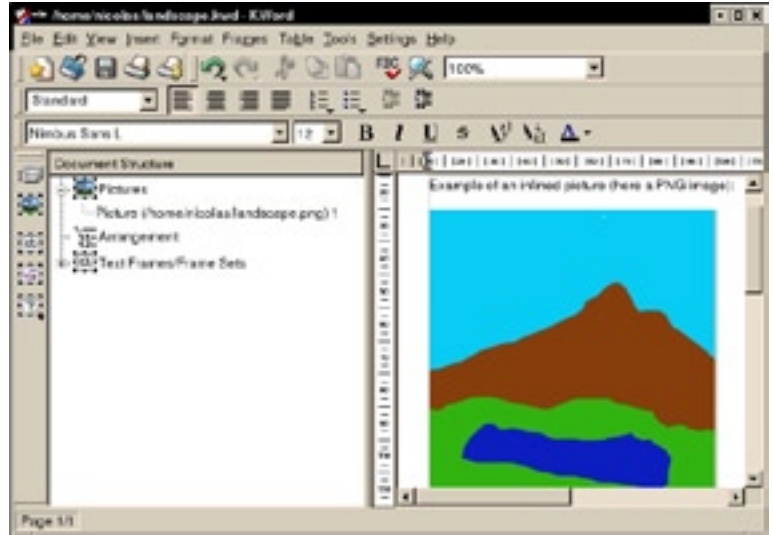 /home/nicolas/landscape.kwd - KWord
File Edit View Insert Format Frames Table Tools Settings Help
100%
Standard
Nimbus Sans L 12 B I U S A
Document Structure
Pictures
Picture (/home/nicolas/landscape.png) 1
Arrangement
Text Frames/Frame Sets
Example of an inlined picture (here a PNG image):
Page 1/1